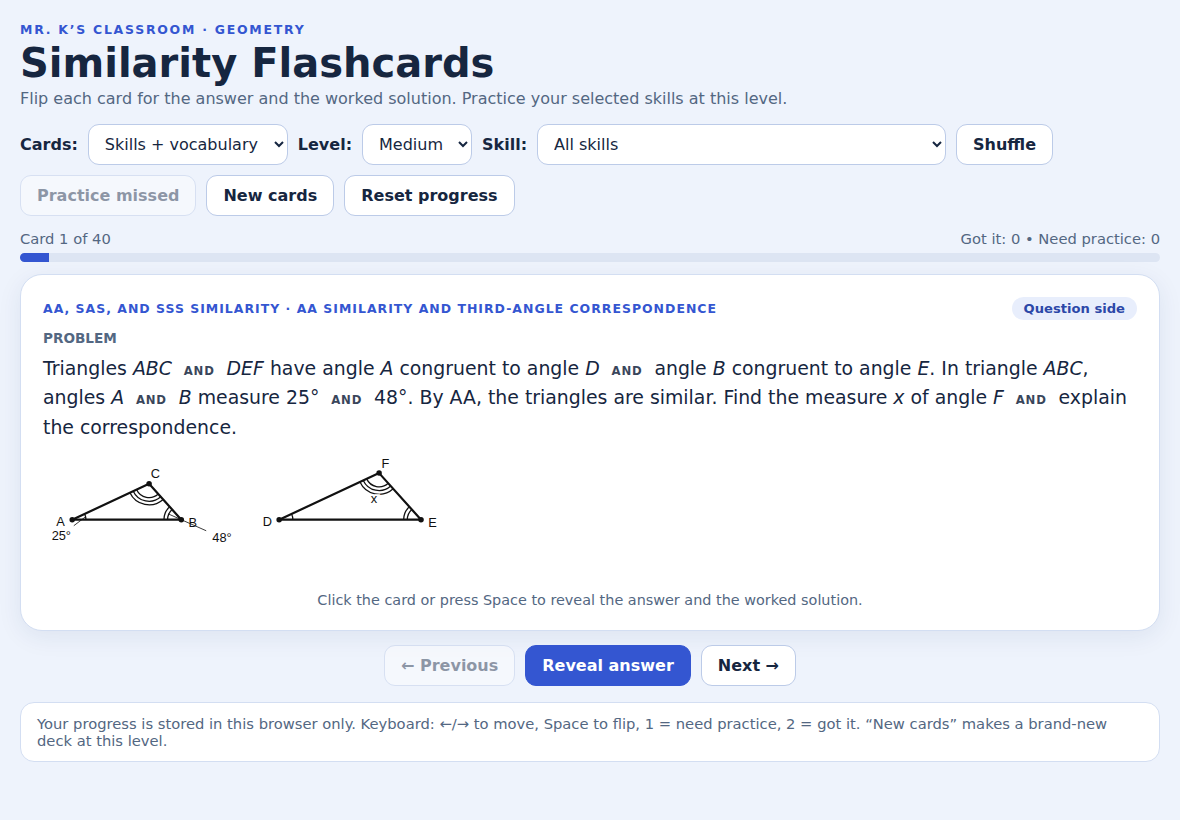 MR. K’S CLASSROOM · GEOMETRY
Similarity Flashcards
Flip each card for the answer and the worked solution. Practice your selected skills at this level.
Cards: Skills + vocabulary Level: Medium Skill: All skills Shuffle
Practice missed New cards Reset progress
Card 1 of 40 Got it: 0 • Need practice: 0
AA, SAS, AND SSS SIMILARITY · AA SIMILARITY AND THIRD-ANGLE CORRESPONDENCE Question side
PROBLEM
Triangles ABC AND DEF have angle A congruent to angle D AND angle B congruent to angle E. In triangle ABC,
angles A AND B measure 25° AND 48°. By AA, the triangles are similar. Find the measure x of angle F AND explain
the correspondence.
C F
x
A B D E
25° 48°
Click the card or press Space to reveal the answer and the worked solution.
← Previous Reveal answer Next →
Your progress is stored in this browser only. Keyboard: ←/→ to move, Space to flip, 1 = need practice, 2 = got it. “New cards” makes a brand-new
deck at this level.